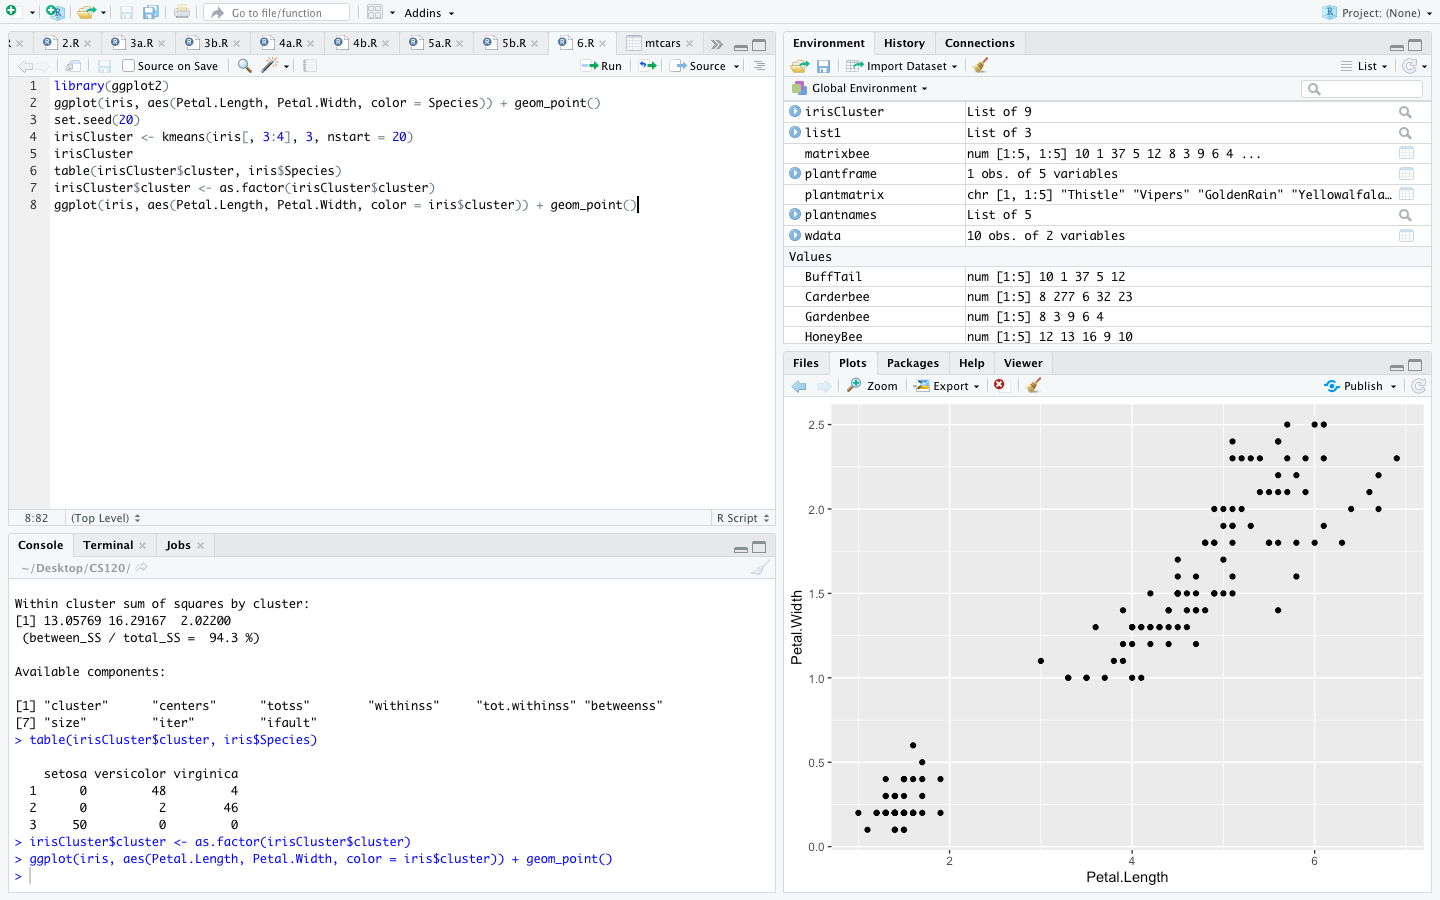 Go to file/function
Addins
Project: (None)
2.R
3a.R
3b.R
4a.R
4b.R
5a.R
5b.R
6.R
mtcars
Source on Save
Run
Source
1 library(ggplot2)
2 ggplot(iris, aes(Petal.Length, Petal.Width, color = Species)) + geom_point()
3 set.seed(20)
4 irisCluster <- kmeans(iris[, 3:4], 3, nstart = 20)
5 irisCluster
6 table(irisCluster$cluster, iris$Species)
7 irisCluster$cluster <- as.factor(irisCluster$cluster)
8 ggplot(iris, aes(Petal.Length, Petal.Width, color = iris$cluster)) + geom_point()
8:82 (Top Level) R Script
Console Terminal Jobs
~/Desktop/CS120/
Within cluster sum of squares by cluster:
[1] 13.05769 16.29167  2.02200
 (between_SS / total_SS =  94.3 %)
Available components:
[1] "cluster"      "centers"      "totss"        "withinss"     "tot.withinss" "betweenss"
[7] "size"         "iter"         "ifault"
> table(irisCluster$cluster, iris$Species)
    setosa versicolor virginica
  1      0         48         4
  2      0          2        46
  3     50          0         0
> irisCluster$cluster <- as.factor(irisCluster$cluster)
> ggplot(iris, aes(Petal.Length, Petal.Width, color = iris$cluster)) + geom_point()
>
Environment History Connections
Import Dataset
List
Global Environment
irisCluster List of 9
list1 List of 3
matrixbee num [1:5, 1:5] 10 1 37 5 12 8 3 9 6 4 ...
plantframe 1 obs. of 5 variables
plantmatrix chr [1, 1:5] "Thistle" "Vipers" "GoldenRain" "Yellowalfala…
plantnames List of 5
wdata 10 obs. of 2 variables
Values
BuffTail num [1:5] 10 1 37 5 12
Carderbee num [1:5] 8 277 6 32 23
Gardenbee num [1:5] 8 3 9 6 4
HoneyBee num [1:5] 12 13 16 9 10
Files Plots Packages Help Viewer
Zoom
Export
Publish
2.5
2.0
1.5
1.0
0.5
0.0
Petal.Width
2 4 6
Petal.Length